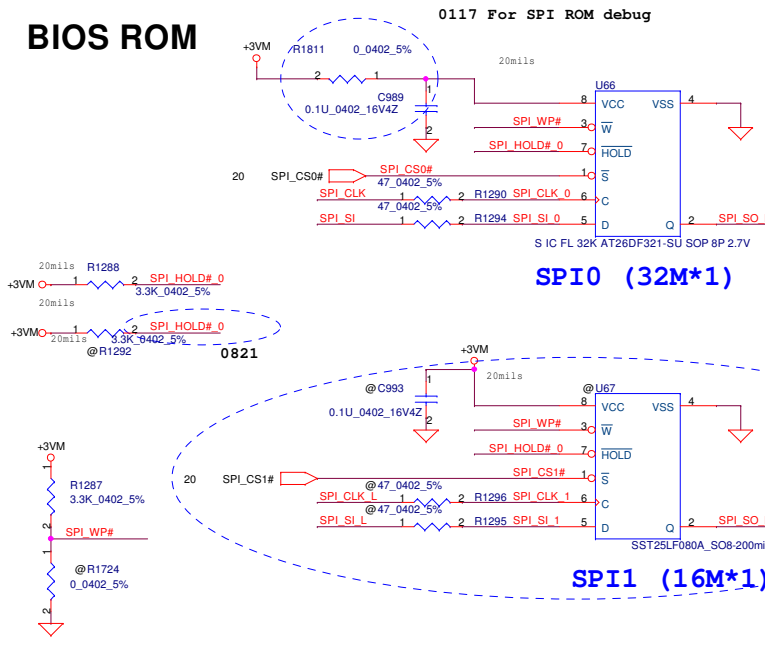 0117 For SPI ROM debug
BIOS ROM
+3VM
R1811
0_0402_5%
20mils
2
1
C989
0.1U_0402_16V4Z
1
2
U66
8
VCC
VSS
4
SPI_WP#
3
W
SPI_HOLD#_0
7
HOLD
20
SPI_CS0#
SPI_CS0#
1
S
47_0402_5%
SPI_CLK
1
2
R1290
SPI_CLK_0
6
C
47_0402_5%
SPI_SI
1
2
R1294
SPI_SI_0
5
D
Q
2
SPI_SO
S IC FL 32K AT26DF321-SU SOP 8P 2.7V
SPI0 (32M*1)
20mils
R1288
+3VM
1
2
SPI_HOLD#_0
3.3K_0402_5%
20mils
+3VM
1
2
SPI_HOLD#_0
20mils
3.3K_0402_5%
@R1292
0821
+3VM
@C993
1
0.1U_0402_16V4Z
2
20mils
@U67
8
VCC
VSS
4
SPI_WP#
3
W
SPI_HOLD#_0
7
HOLD
20
SPI_CS1#
SPI_CS1#
1
S
@47_0402_5%
SPI_CLK_L
1
2
R1296
SPI_CLK_1
6
C
@47_0402_5%
SPI_SI_L
1
2
R1295
SPI_SI_1
5
D
Q
2
SPI_SO
SST25LF080A_SO8-200mi
SPI1 (16M*1)
+3VM
1
R1287
3.3K_0402_5%
2
SPI_WP#
1
@R1724
0_0402_5%
2